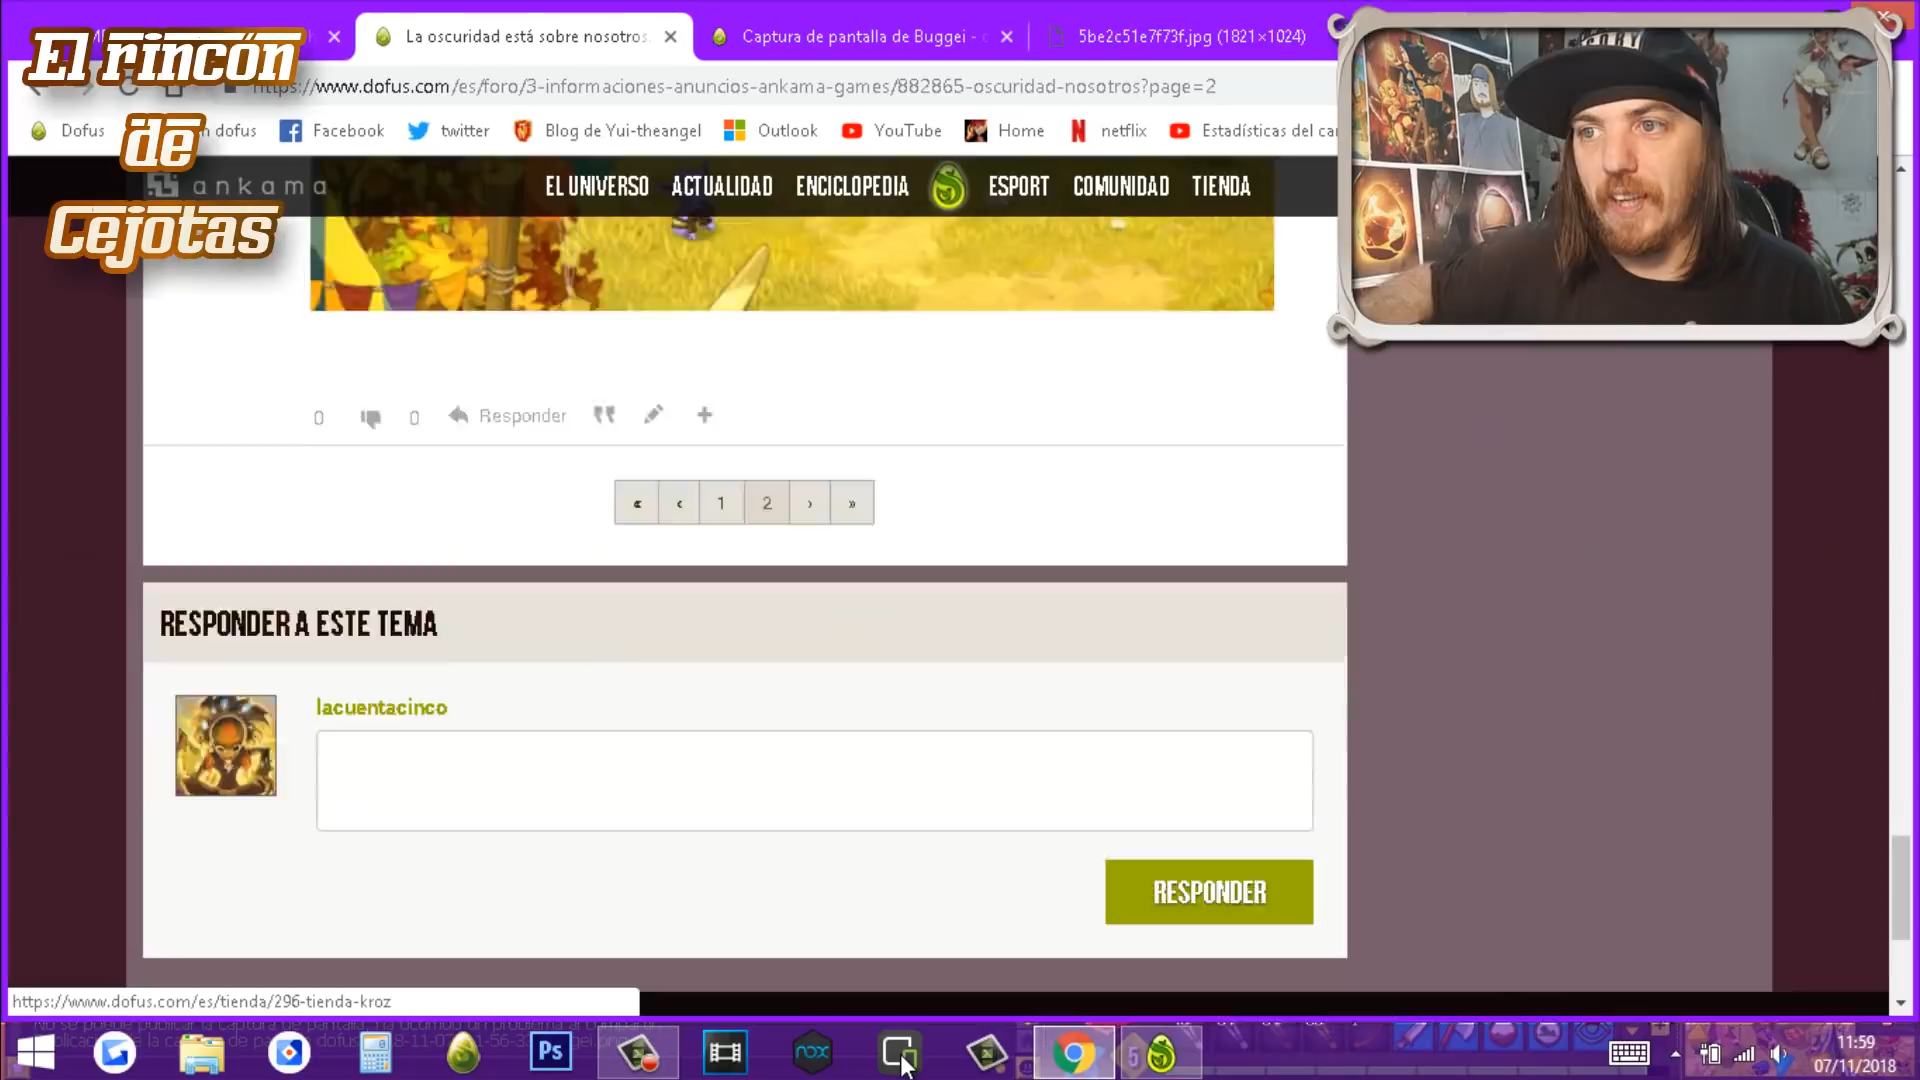 El rincón
de
Cejotas
La oscuridad está sobre nosotros
Captura de pantalla de Buggei -
5be2c51e7f73f.jpg (1821×1024)
https://www.dofus.com/es/foro/3-informaciones-anuncios-ankama-games/882865-oscuridad-nosotros?page=2
Dofus
dofus
Facebook
twitter
Blog de Yui-theangel
Outlook
YouTube
Home
netflix
Estadísticas del
ankama
EL UNIVERSO
ACTUALIDAD
ENCICLOPEDIA
ESPORT
COMUNIDAD
TIENDA
0
0
Responder
« ‹ 1 2 › »
RESPONDER A ESTE TEMA
lacuentacinco
RESPONDER
https://www.dofus.com/es/tienda/296-tienda-kroz
Ps
nox
5
11:59
07/11/2018